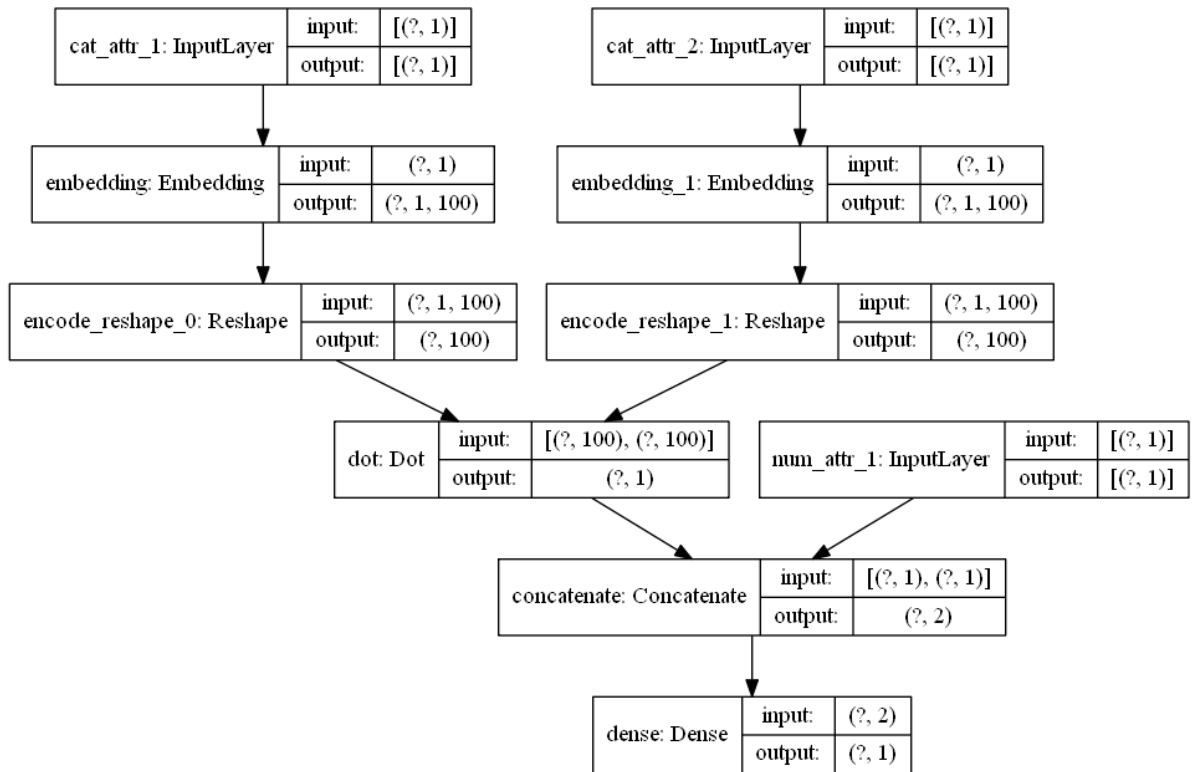 cat_attr_1: InputLayer
input: [(?, 1)]
output: [(?, 1)]
cat_attr_2: InputLayer
input: [(?, 1)]
output: [(?, 1)]
embedding: Embedding
input: (?, 1)
output: (?, 1, 100)
embedding_1: Embedding
input: (?, 1)
output: (?, 1, 100)
encode_reshape_0: Reshape
input: (?, 1, 100)
output: (?, 100)
encode_reshape_1: Reshape
input: (?, 1, 100)
output: (?, 100)
dot: Dot
input: [(?, 100), (?, 100)]
output: (?, 1)
num_attr_1: InputLayer
input: [(?, 1)]
output: [(?, 1)]
concatenate: Concatenate
input: [(?, 1), (?, 1)]
output: (?, 2)
dense: Dense
input: (?, 2)
output: (?, 1)